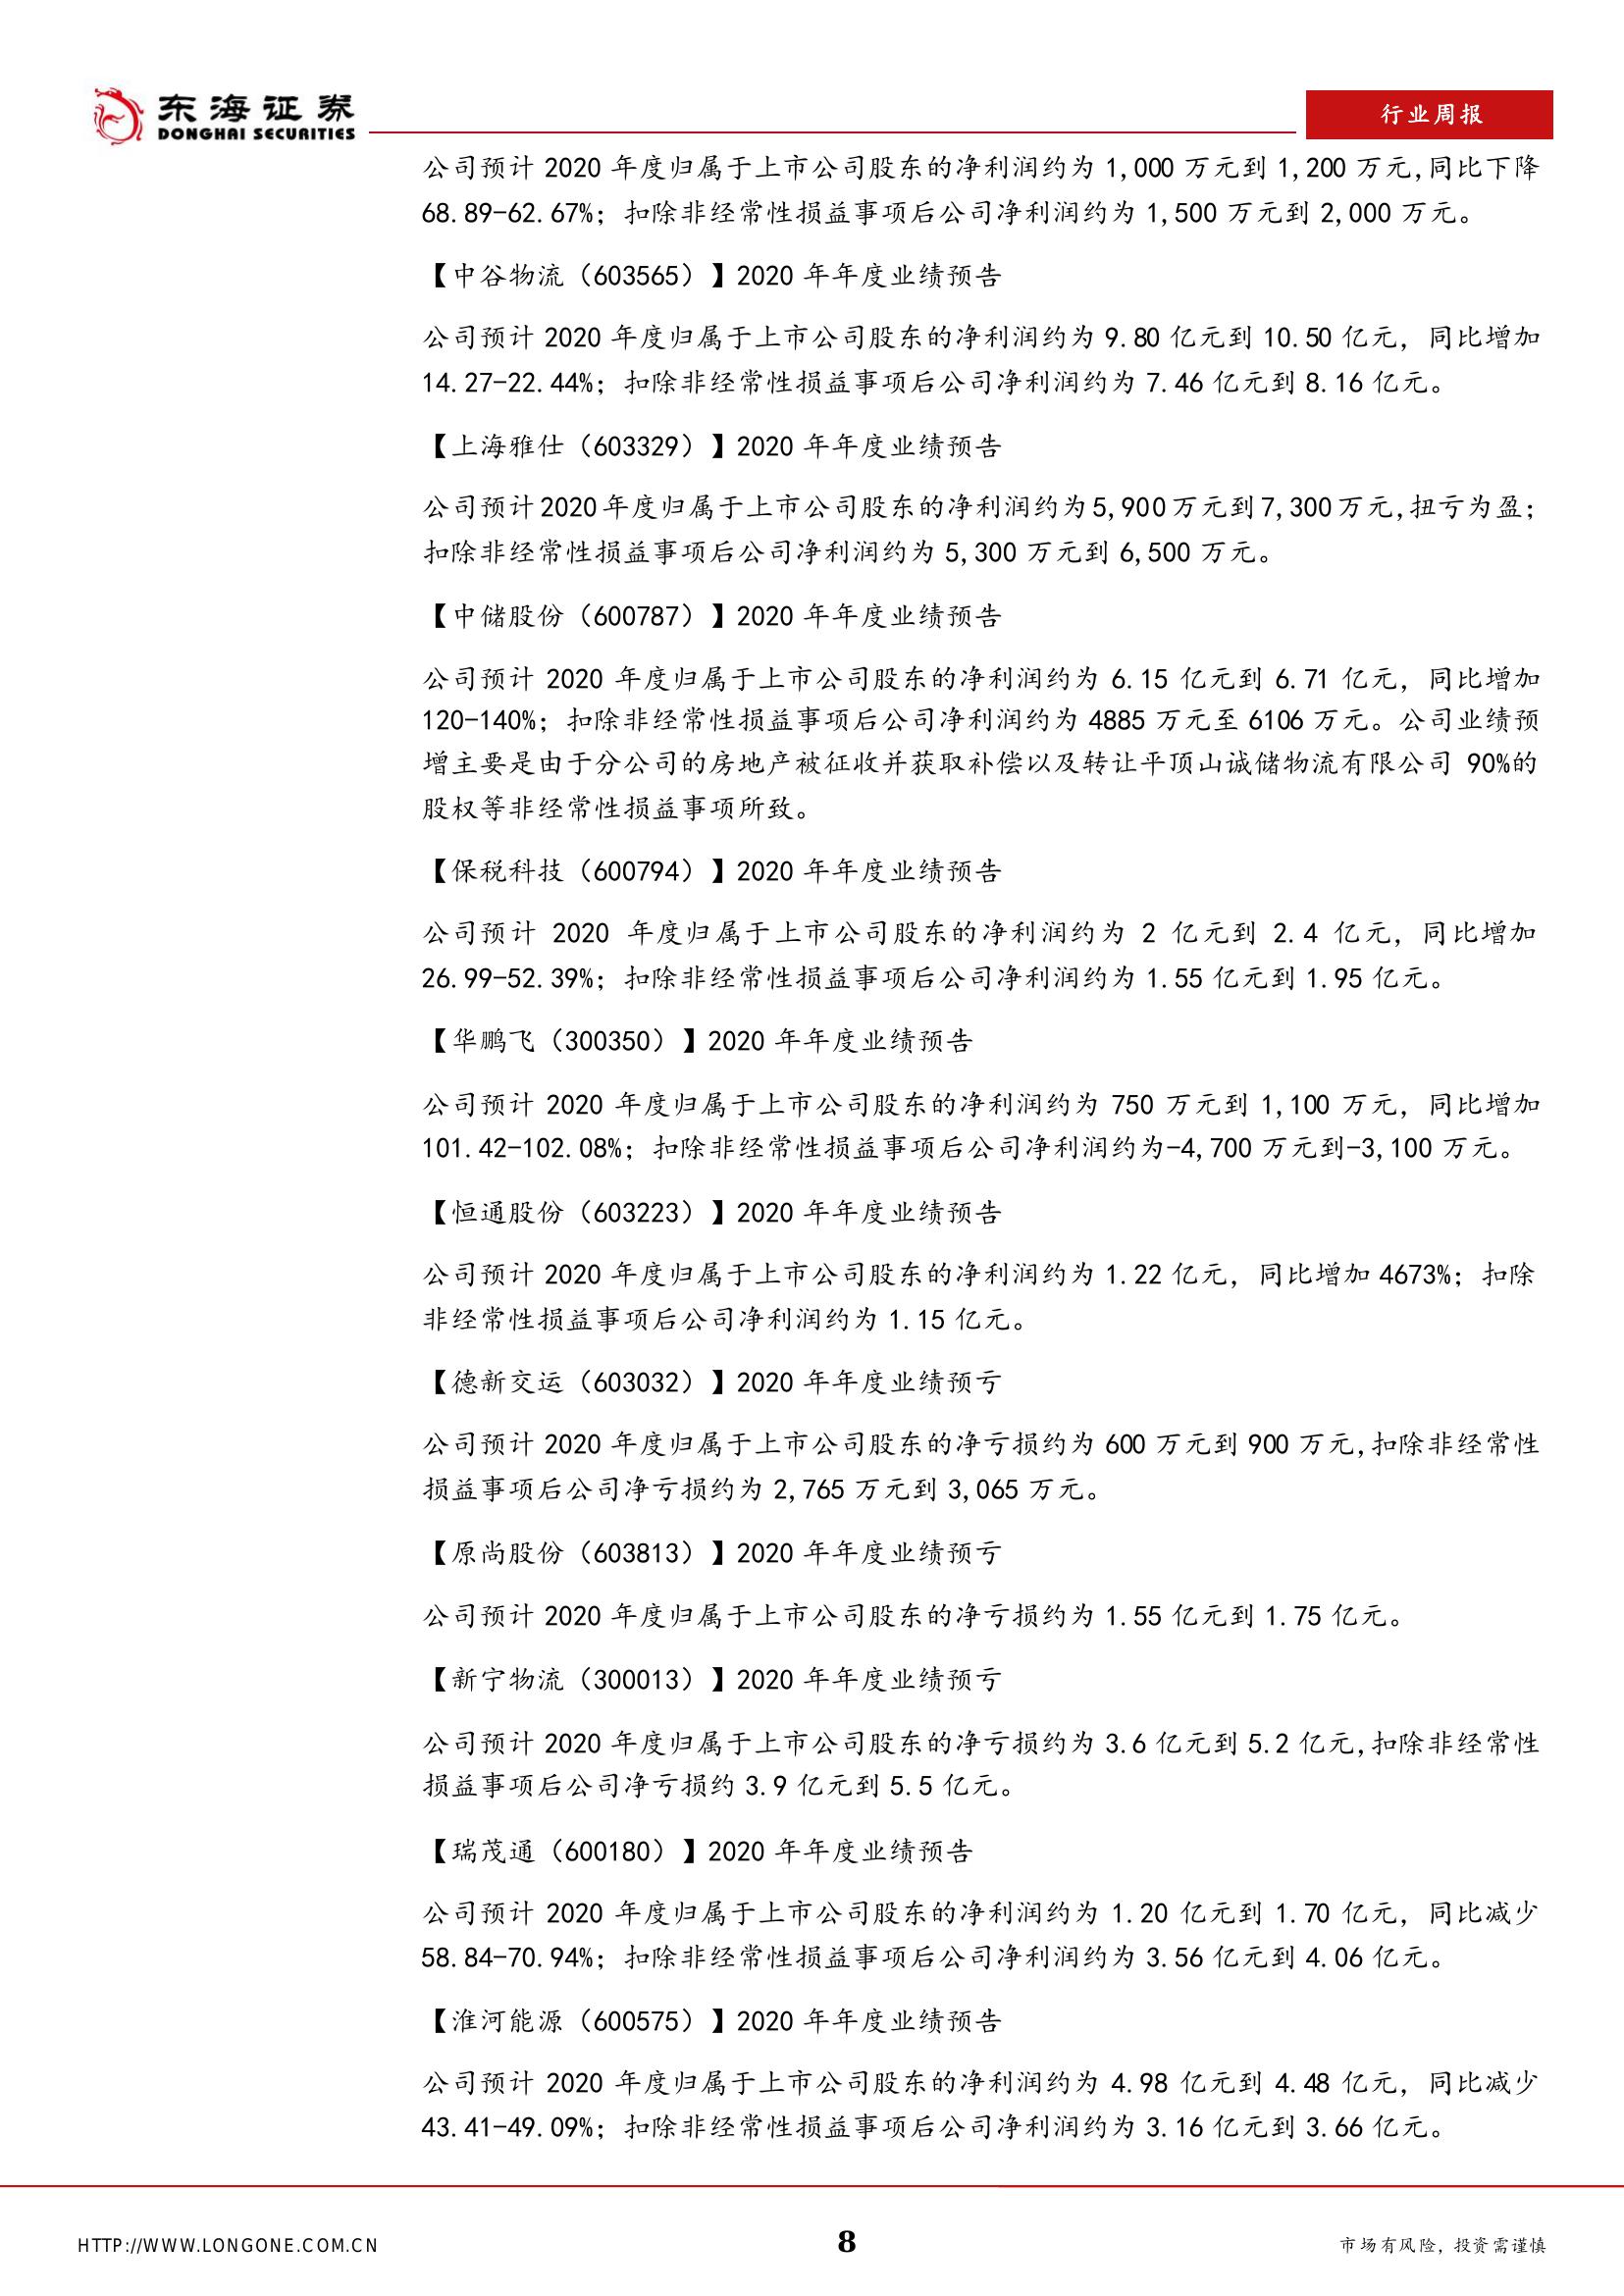 东海证券
DONGHAI SECURITIES
行业周报
公司预计 2020 年度归属于上市公司股东的净利润约为 1,000 万元到 1,200 万元,同比下降
68.89-62.67%；扣除非经常性损益事项后公司净利润约为 1,500 万元到 2,000 万元。
【中谷物流（603565）】2020 年年度业绩预告
公司预计 2020 年度归属于上市公司股东的净利润约为 9.80 亿元到 10.50 亿元，同比增加
14.27-22.44%；扣除非经常性损益事项后公司净利润约为 7.46 亿元到 8.16 亿元。
【上海雅仕（603329）】2020 年年度业绩预告
公司预计 2020 年度归属于上市公司股东的净利润约为 5,900 万元到 7,300 万元,扭亏为盈；
扣除非经常性损益事项后公司净利润约为 5,300 万元到 6,500 万元。
【中储股份（600787）】2020 年年度业绩预告
公司预计 2020 年度归属于上市公司股东的净利润约为 6.15 亿元到 6.71 亿元，同比增加
120-140%；扣除非经常性损益事项后公司净利润约为 4885 万元至 6106 万元。公司业绩预
增主要是由于分公司的房地产被征收并获取补偿以及转让平顶山诚储物流有限公司 90%的
股权等非经常性损益事项所致。
【保税科技（600794）】2020 年年度业绩预告
公司预计 2020 年度归属于上市公司股东的净利润约为 2 亿元到 2.4 亿元，同比增加
26.99-52.39%；扣除非经常性损益事项后公司净利润约为 1.55 亿元到 1.95 亿元。
【华鹏飞（300350）】2020 年年度业绩预告
公司预计 2020 年度归属于上市公司股东的净利润约为 750 万元到 1,100 万元，同比增加
101.42-102.08%；扣除非经常性损益事项后公司净利润约为-4,700 万元到-3,100 万元。
【恒通股份（603223）】2020 年年度业绩预告
公司预计 2020 年度归属于上市公司股东的净利润约为 1.22 亿元，同比增加 4673%；扣除
非经常性损益事项后公司净利润约为 1.15 亿元。
【德新交运（603032）】2020 年年度业绩预亏
公司预计 2020 年度归属于上市公司股东的净亏损约为 600 万元到 900 万元,扣除非经常性
损益事项后公司净亏损约为 2,765 万元到 3,065 万元。
【原尚股份（603813）】2020 年年度业绩预亏
公司预计 2020 年度归属于上市公司股东的净亏损约为 1.55 亿元到 1.75 亿元。
【新宁物流（300013）】2020 年年度业绩预亏
公司预计 2020 年度归属于上市公司股东的净亏损约为 3.6 亿元到 5.2 亿元,扣除非经常性
损益事项后公司净亏损约 3.9 亿元到 5.5 亿元。
【瑞茂通（600180）】2020 年年度业绩预告
公司预计 2020 年度归属于上市公司股东的净利润约为 1.20 亿元到 1.70 亿元，同比减少
58.84-70.94%；扣除非经常性损益事项后公司净利润约为 3.56 亿元到 4.06 亿元。
【淮河能源（600575）】2020 年年度业绩预告
公司预计 2020 年度归属于上市公司股东的净利润约为 4.98 亿元到 4.48 亿元，同比减少
43.41-49.09%；扣除非经常性损益事项后公司净利润约为 3.16 亿元到 3.66 亿元。
HTTP://WWW.LONGONE.COM.CN
8
市场有风险，投资需谨慎